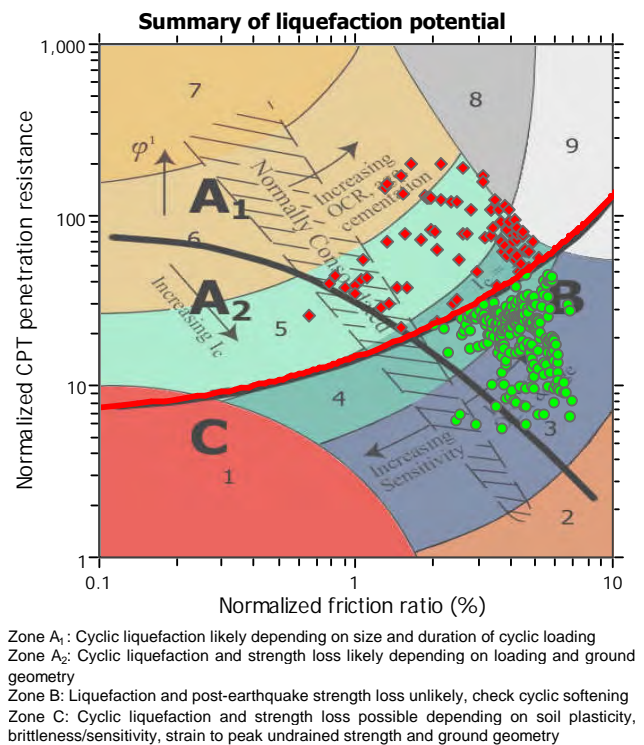 Summary of liquefaction potential
1,000
7
8
9
φ¹
Increasing
OCR, age
cementation
Normally Consolidated
A₁
100
6
A₂
Increasing Ic
5
Ic =
B
10
4
3
C
1
Increasing
Sensitivity
2
1
0.1
1
10
Normalized CPT penetration resistance
Normalized friction ratio (%)
Zone A₁: Cyclic liquefaction likely depending on size and duration of cyclic loading
Zone A₂: Cyclic liquefaction and strength loss likely depending on loading and ground
geometry
Zone B: Liquefaction and post-earthquake strength loss unlikely, check cyclic softening
Zone C: Cyclic liquefaction and strength loss possible depending on soil plasticity,
brittleness/sensitivity, strain to peak undrained strength and ground geometry